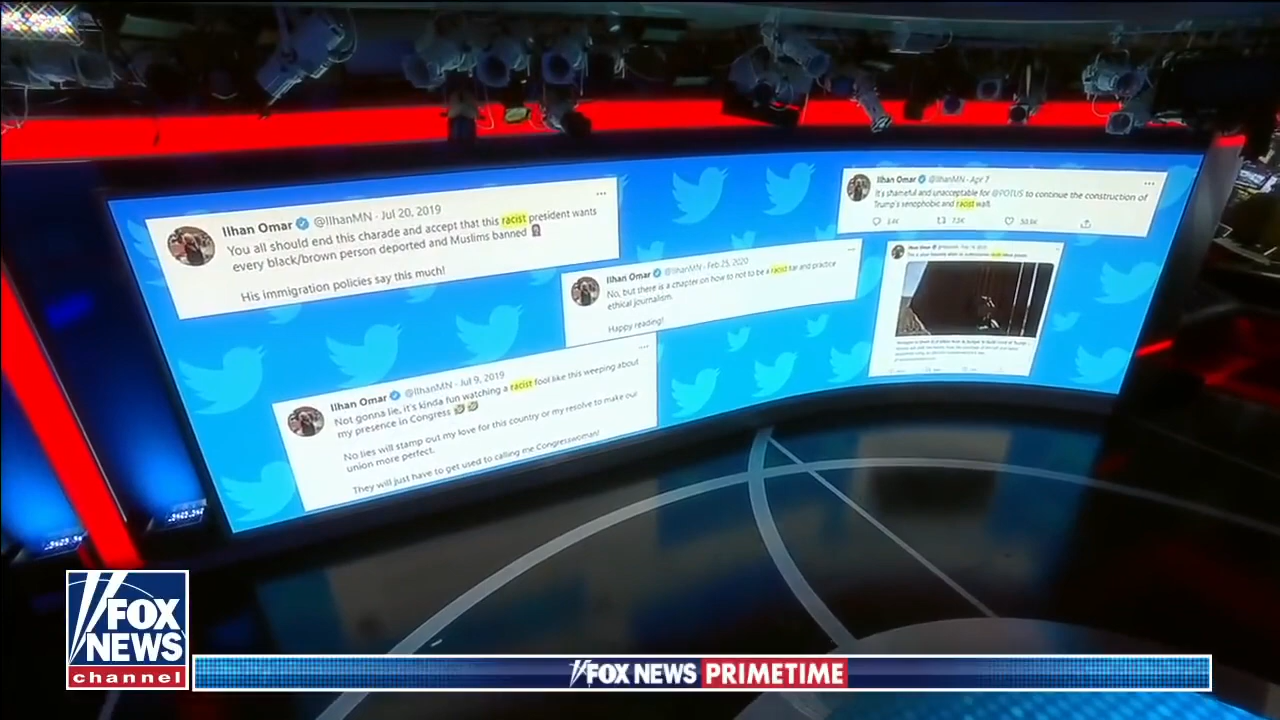 Ilhan Omar @IlhanMN · Jul 20, 2019
You all should end this charade and accept that this racist president wants
every black/brown person deported and Muslims banned
His immigration policies say this much!
Ilhan Omar @IlhanMN · Jul 9, 2019
Not gonna lie, it's kinda fun watching a racist fool like this weeping about
my presence in Congress
No lies will stamp out my love for this country or my resolve to make our
union more perfect.
They will just have to get used to calling me Congresswoman!
Ilhan Omar @IlhanMN · Feb 25, 2020
No, but there is a chapter on how to not to be a racist and practice
ethical journalism.
Happy reading!
Ilhan Omar @IlhanMN · Apr 7
It's shameful and unacceptable for @POTUS to continue the construction of
Trump's xenophobic and racist wall.
Ilhan Omar
FOX
NEWS
channel
FOX NEWS PRIMETIME